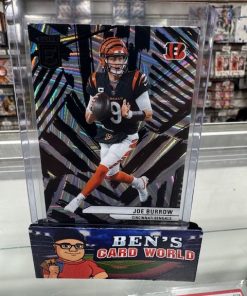 9
JOE BURROW
CINCINNATI BENGALS
BEN'S
CARD WORLD